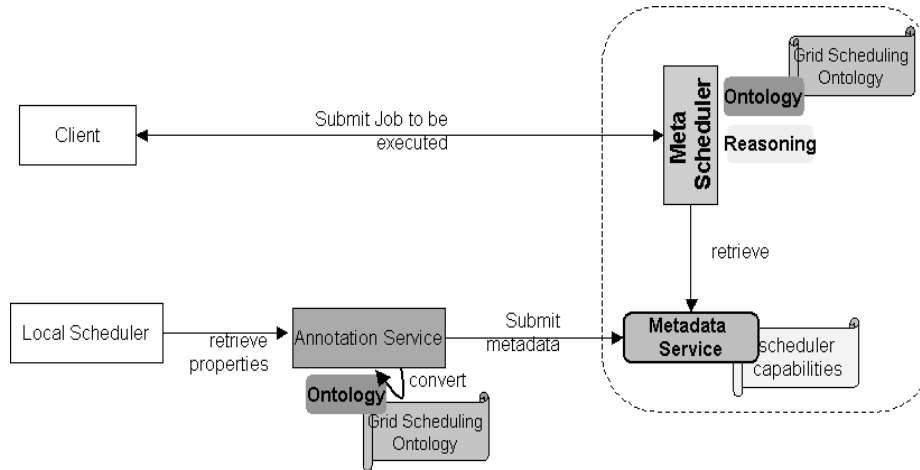 Grid Scheduling
Ontology
Meta
Scheduler
Ontology
Reasoning
Client
Submit Job to be
executed
retrieve
Local Scheduler
retrieve
properties
Annotation Service
Submit
metadata
Metadata
Service
scheduler
capabilities
convert
Ontology
Grid Scheduling
Ontology